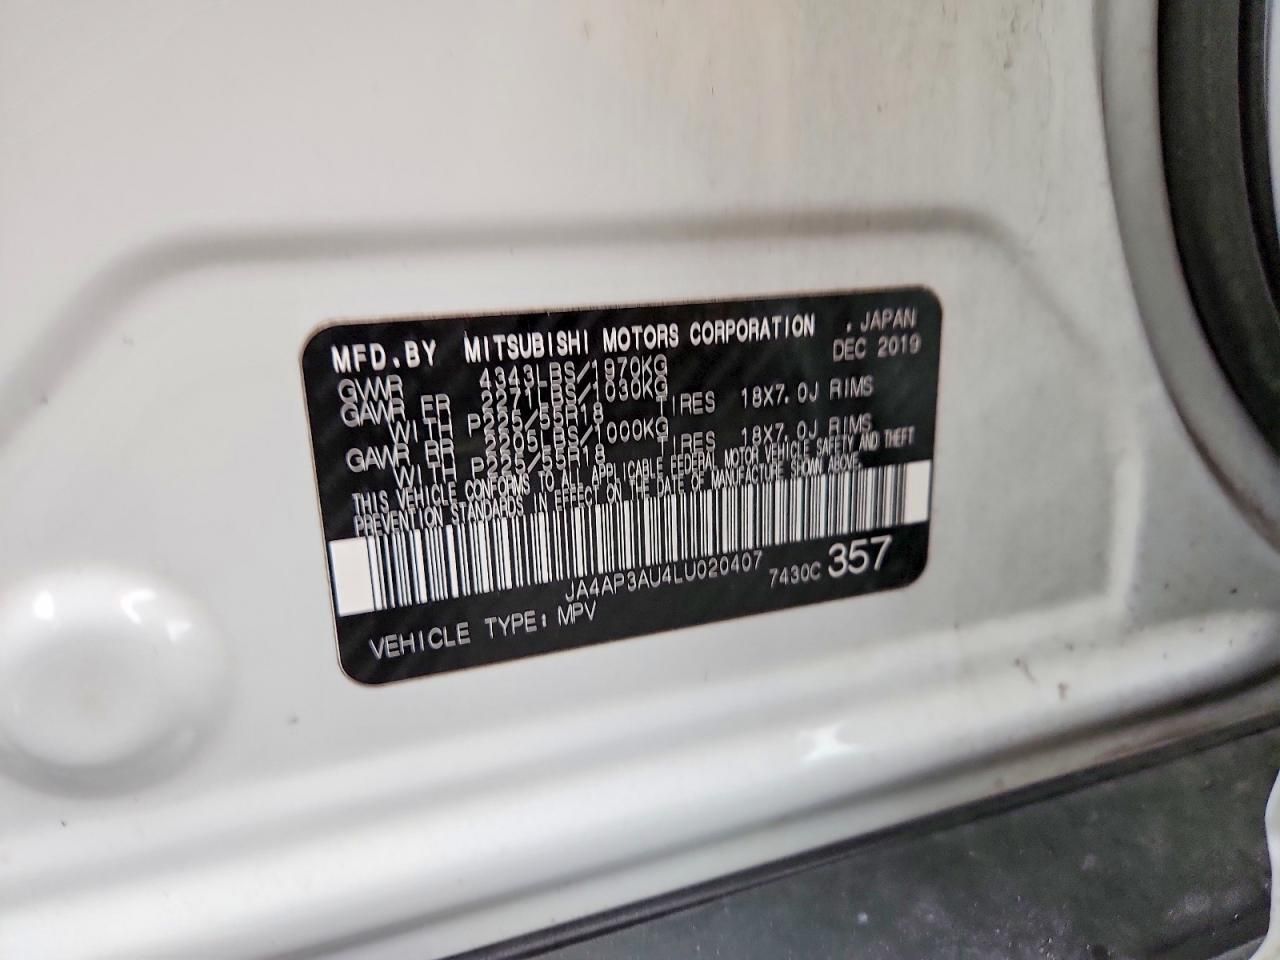 MFD.BY MITSUBISHI MOTORS CORPORATION , JAPAN
DEC 2019
GVWR 4343LBS/1970KG
GAWR FR 2271LBS/1030KG
WITH P225/55R18 TIRES 18X7.0J RIMS
GAWR RR 2205LBS/1000KG
WITH P225/55R18 TIRES 18X7.0J RIMS
THIS VEHICLE CONFORMS TO ALL APPLICABLE FEDERAL MOTOR VEHICLE SAFETY AND THEFT
PREVENTION STANDARDS IN EFFECT ON THE DATE OF MANUFACTURE SHOWN ABOVE.
JA4AP3AU4LU020407 7430C 357
VEHICLE TYPE: MPV